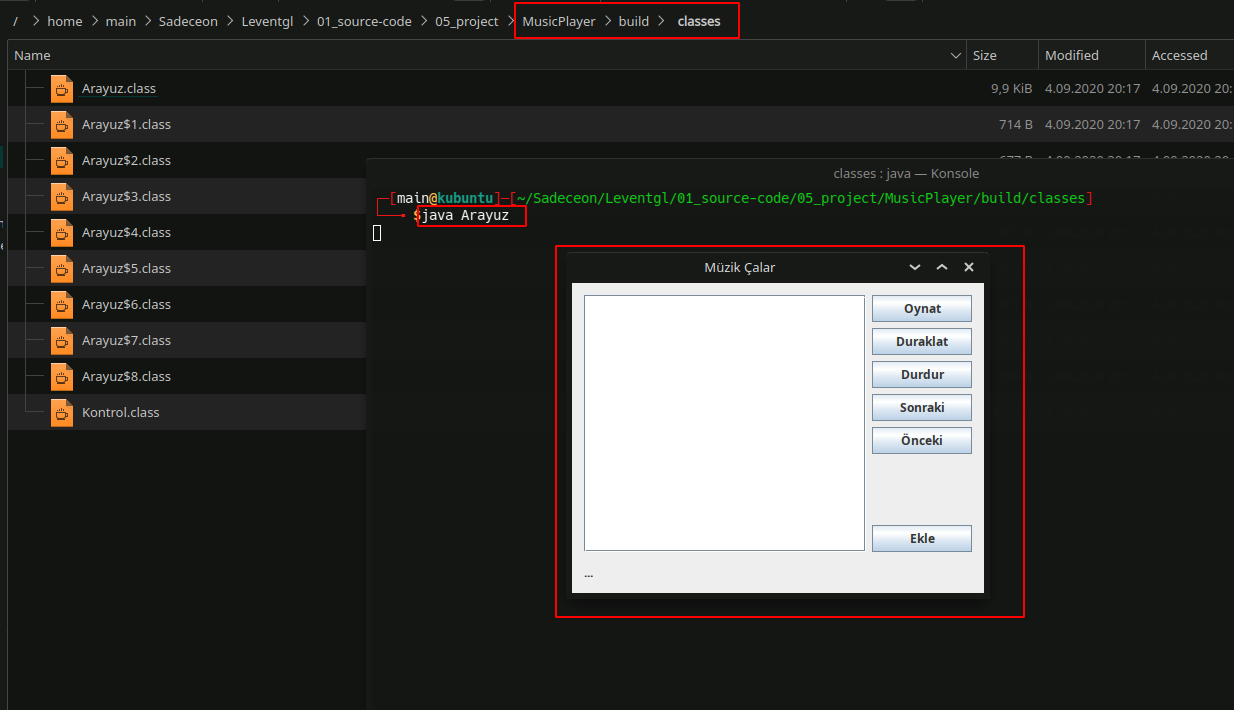 / > home > main > Sadeceon > Leventgl > 01_source-code > 05_project > MusicPlayer > build > classes
Name Size Modified Accessed
Arayuz.class 9,9 KiB 4.09.2020 20:17 4.09.2020 20:
Arayuz$1.class 714 B 4.09.2020 20:17 4.09.2020 20:
Arayuz$2.class
Arayuz$3.class
Arayuz$4.class
Arayuz$5.class
Arayuz$6.class
Arayuz$7.class
Arayuz$8.class
Kontrol.class
classes : java — Konsole
[main@kubuntu]─[~/Sadeceon/Leventgl/01_source-code/05_project/MusicPlayer/build/classes]
$java Arayuz
Müzik Çalar
Oynat
Duraklat
Durdur
Sonraki
Önceki
Ekle
...